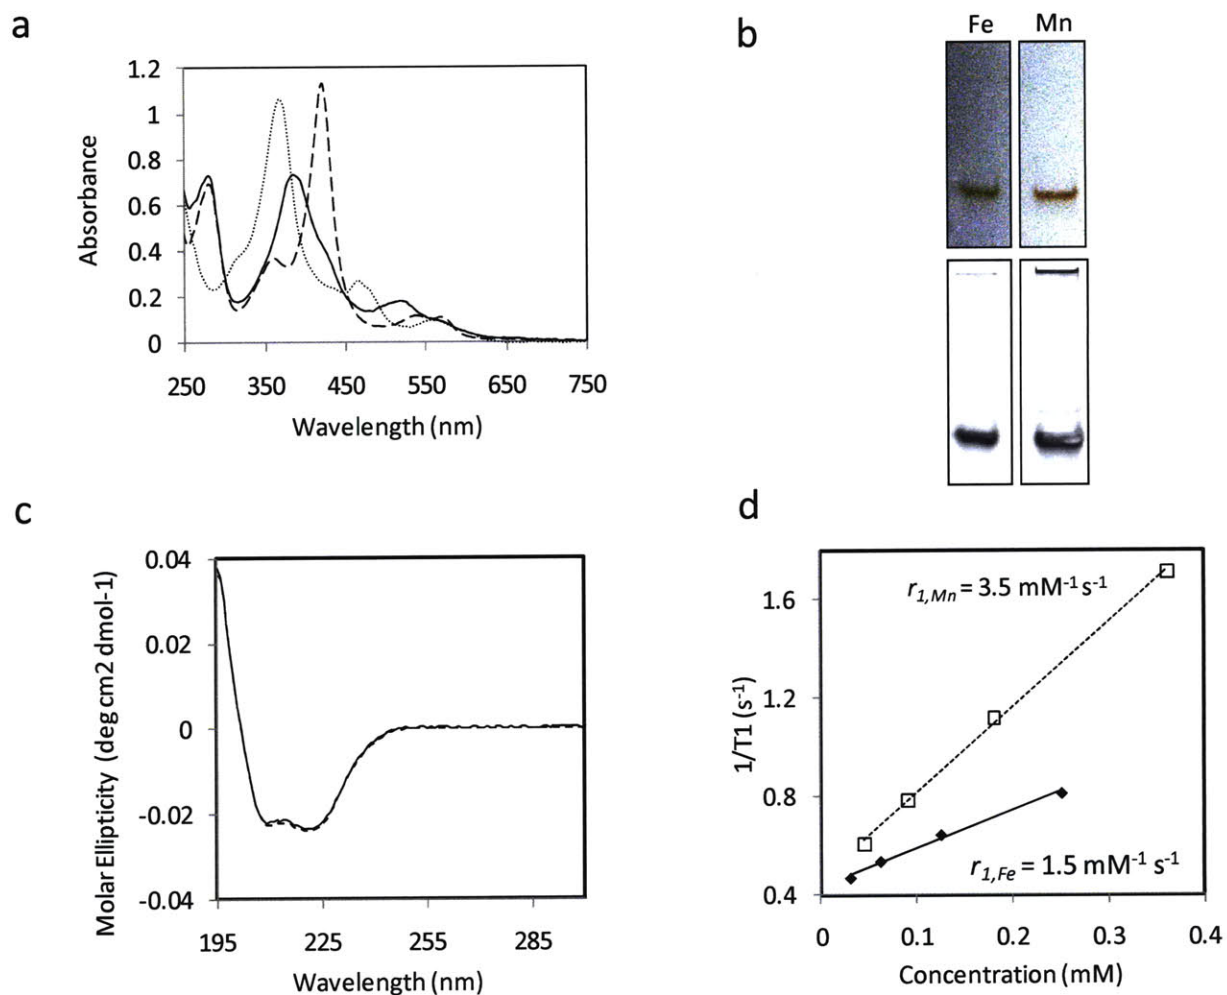 a
1.2
1
0.8
0.6
0.4
0.2
0
Absorbance
250 350 450 550 650 750
Wavelength (nm)
b
Fe Mn
c
0.04
0.02
0
-0.02
-0.04
Molar Ellipticity (deg cm2 dmol-1)
195 225 255 285
Wavelength (nm)
d
1.6
1.2
0.8
0.4
1/T1 (s⁻¹)
r₁,Mn = 3.5 mM⁻¹ s⁻¹
r₁,Fe = 1.5 mM⁻¹ s⁻¹
0 0.1 0.2 0.3 0.4
Concentration (mM)